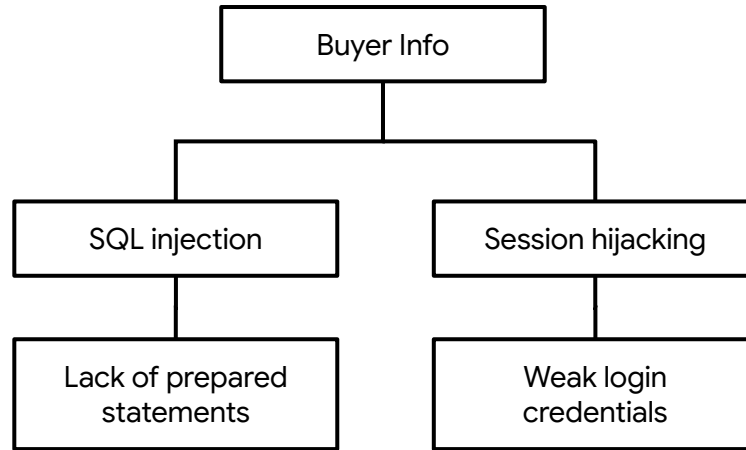 Buyer Info
SQL injection
Session hijacking
Lack of prepared
statements
Weak login
credentials